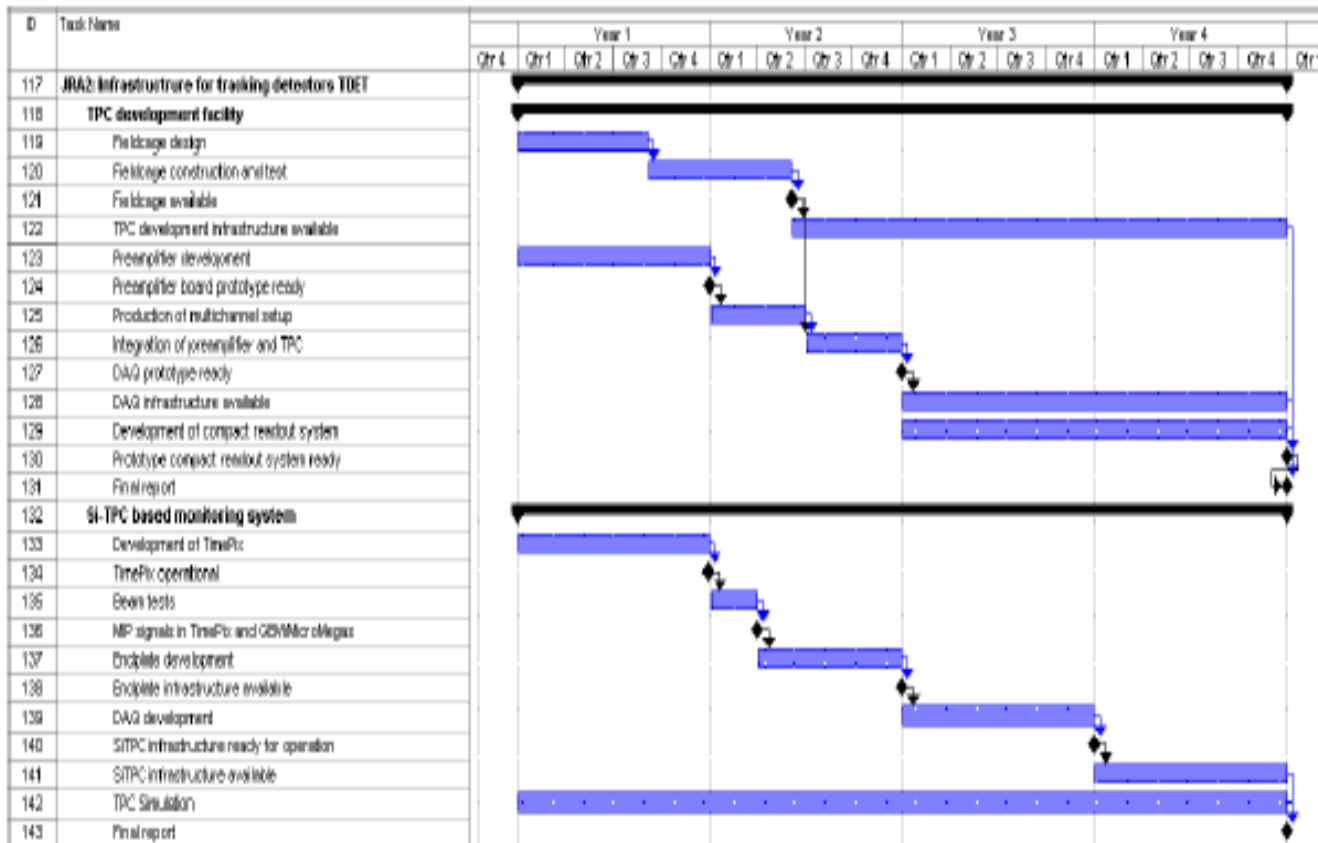 ID Task Name
Year 1 Year 2 Year 3 Year 4
Qtr 4 Qtr 1 Qtr 2 Qtr 3 Qtr 4 Qtr 1 Qtr 2 Qtr 3 Qtr 4 Qtr 1 Qtr 2 Qtr 3 Qtr 4 Qtr 1 Qtr 2 Qtr 3 Qtr 4 Qtr 1
117 JRA2: Infrastructrure for tracking detectors TDET
118 TPC development facility
119 Fieldcage design
120 Fieldcage construction and test
121 Fieldcage available
122 TPC development infrastructure available
123 Preamplifier development
124 Preamplifier board prototype ready
125 Production of multichannel setup
126 Integration of preamplifier and TPC
127 DAQ prototype ready
128 DAQ infrastructure available
129 Development of compact readout system
130 Prototype compact readout system ready
131 Final report
132 Si-TPC based monitoring system
133 Development of TimePix
134 TimePix operational
135 Beam tests
136 MIP signals in TimePix and GEM/MicroMegas
137 Endplate development
138 Endplate infrastructure available
139 DAQ development
140 SiTPC infrastructure ready for operation
141 SiTPC infrastructure available
142 TPC Simulation
143 Final report